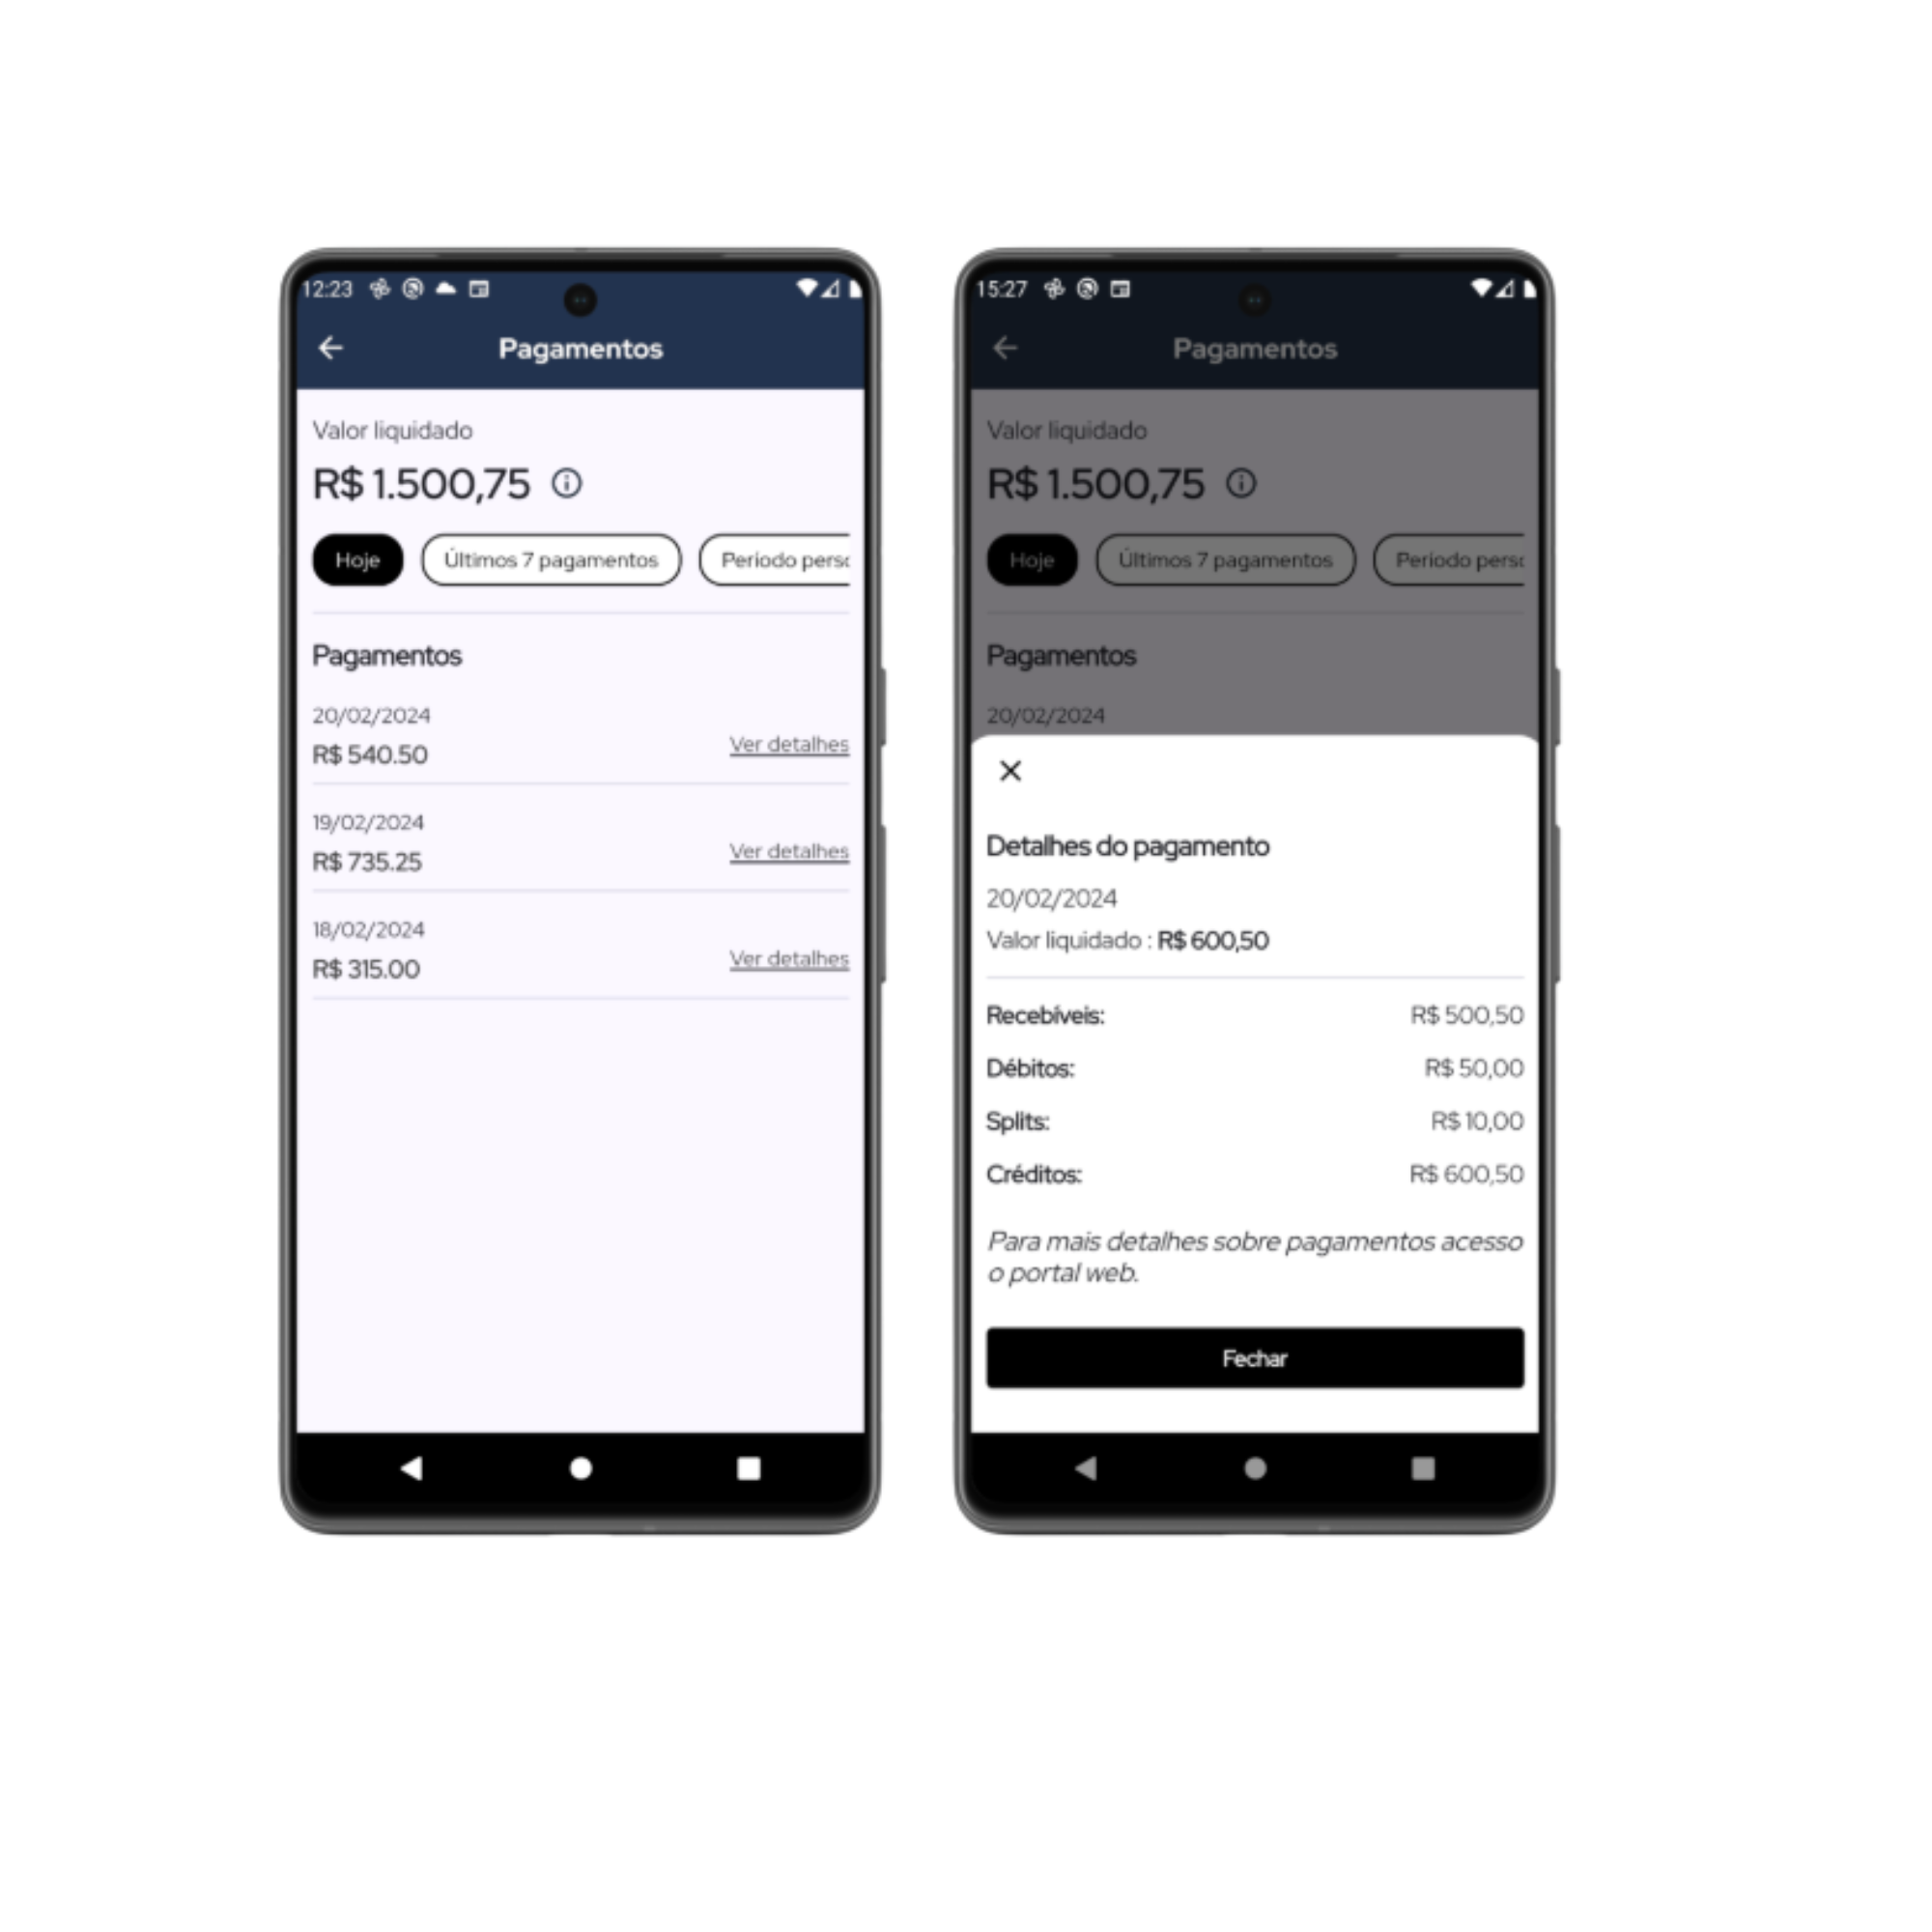 12:23
Pagamentos
Valor liquidado
R$ 1.500,75
Hoje
Últimos 7 pagamentos
Período perso
Pagamentos
20/02/2024
R$ 540.50
Ver detalhes
19/02/2024
R$ 735.25
Ver detalhes
18/02/2024
R$ 315.00
Ver detalhes
15:27
Pagamentos
Valor liquidado
R$ 1.500,75
Hoje
Últimos 7 pagamentos
Período perso
Pagamentos
20/02/2024
Detalhes do pagamento
20/02/2024
Valor liquidado : R$ 600,50
Recebíveis: R$ 500,50
Débitos: R$ 50,00
Splits: R$ 10,00
Créditos: R$ 600,50
Para mais detalhes sobre pagamentos acesso
o portal web.
Fechar